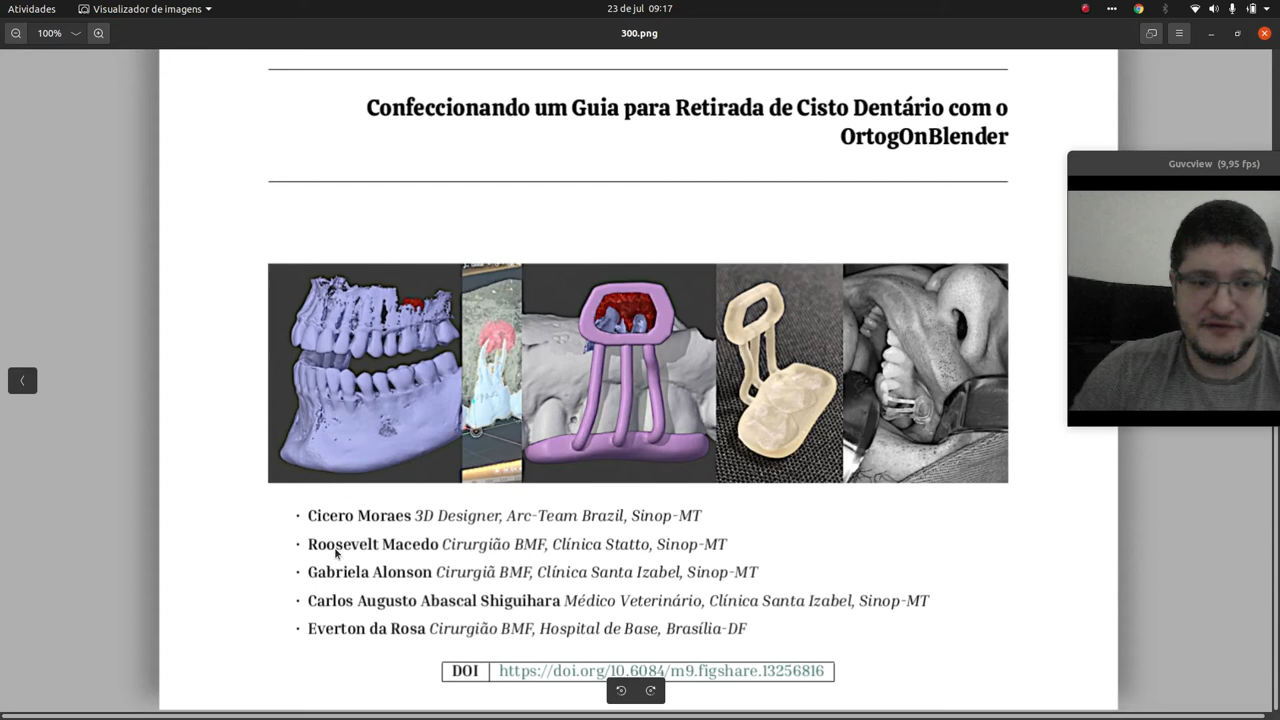 Atividades
Visualizador de imagens
23 de jul 09:17
100%
300.png
Confeccionando um Guia para Retirada de Cisto Dentário com o
OrtogOnBlender
Guvcview (9,95 fps)
· Cicero Moraes 3D Designer, Arc-Team Brazil, Sinop-MT
· Roosevelt Macedo Cirurgião BMF, Clínica Statto, Sinop-MT
· Gabriela Alonson Cirurgiã BMF, Clínica Santa Izabel, Sinop-MT
· Carlos Augusto Abascal Shiguihara Médico Veterinário, Clínica Santa Izabel, Sinop-MT
· Everton da Rosa Cirurgião BMF, Hospital de Base, Brasília-DF
DOI https://doi.org/10.6084/m9.figshare.13256816